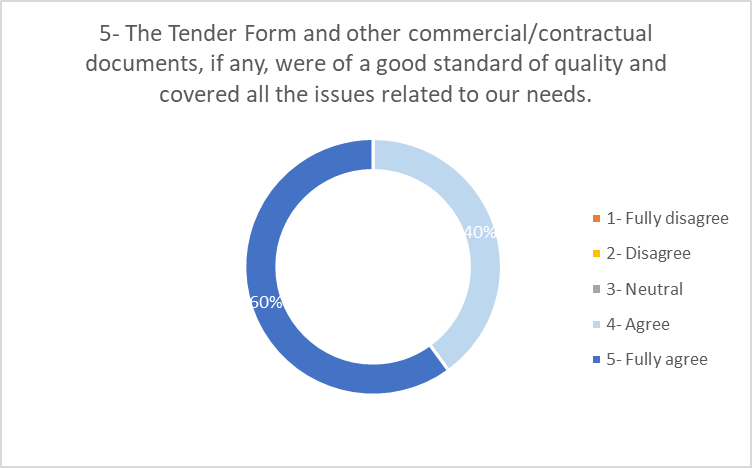 5- The Tender Form and other commercial/contractual
documents, if any, were of a good standard of quality and
covered all the issues related to our needs.
40%
60%
1- Fully disagree
2- Disagree
3- Neutral
4- Agree
5- Fully agree